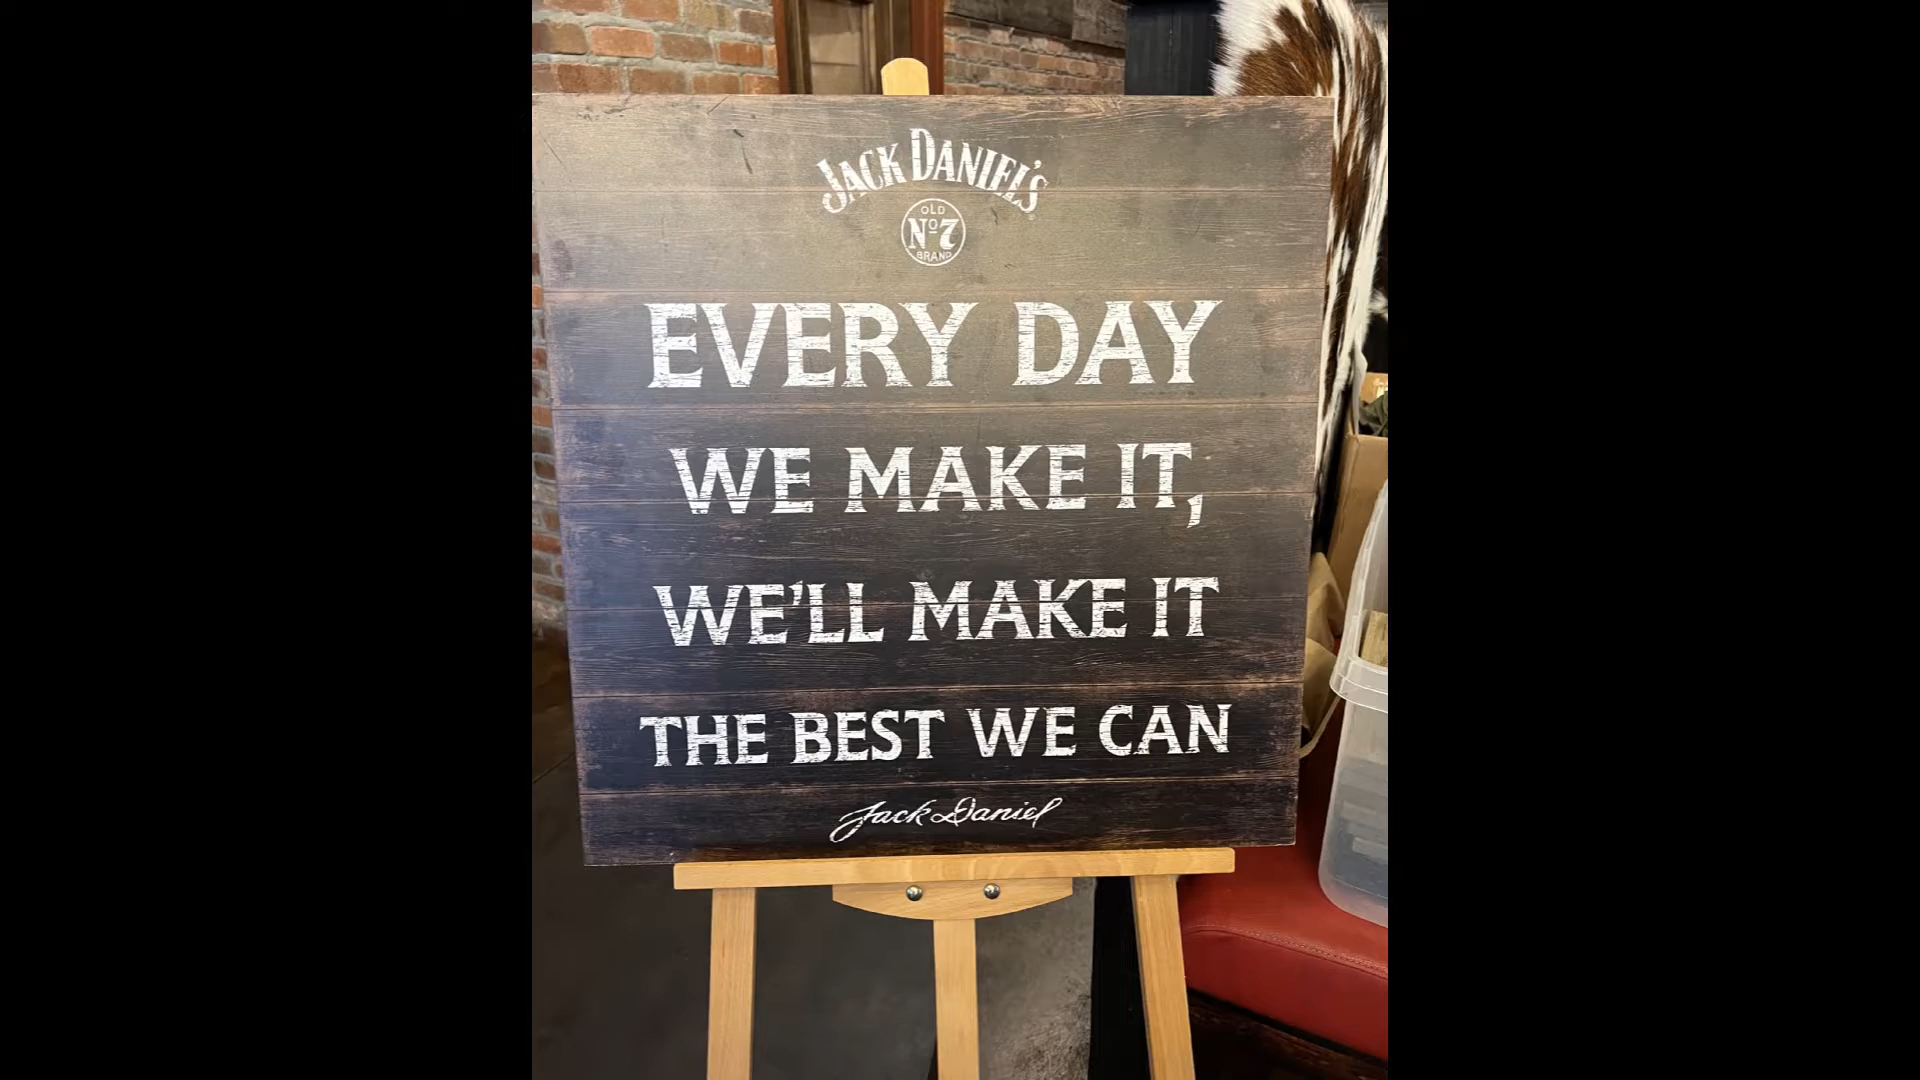 JACK DANIEL'S
OLD
Nº7
BRAND
EVERY DAY
WE MAKE IT,
WE'LL MAKE IT
THE BEST WE CAN
Jack Daniel